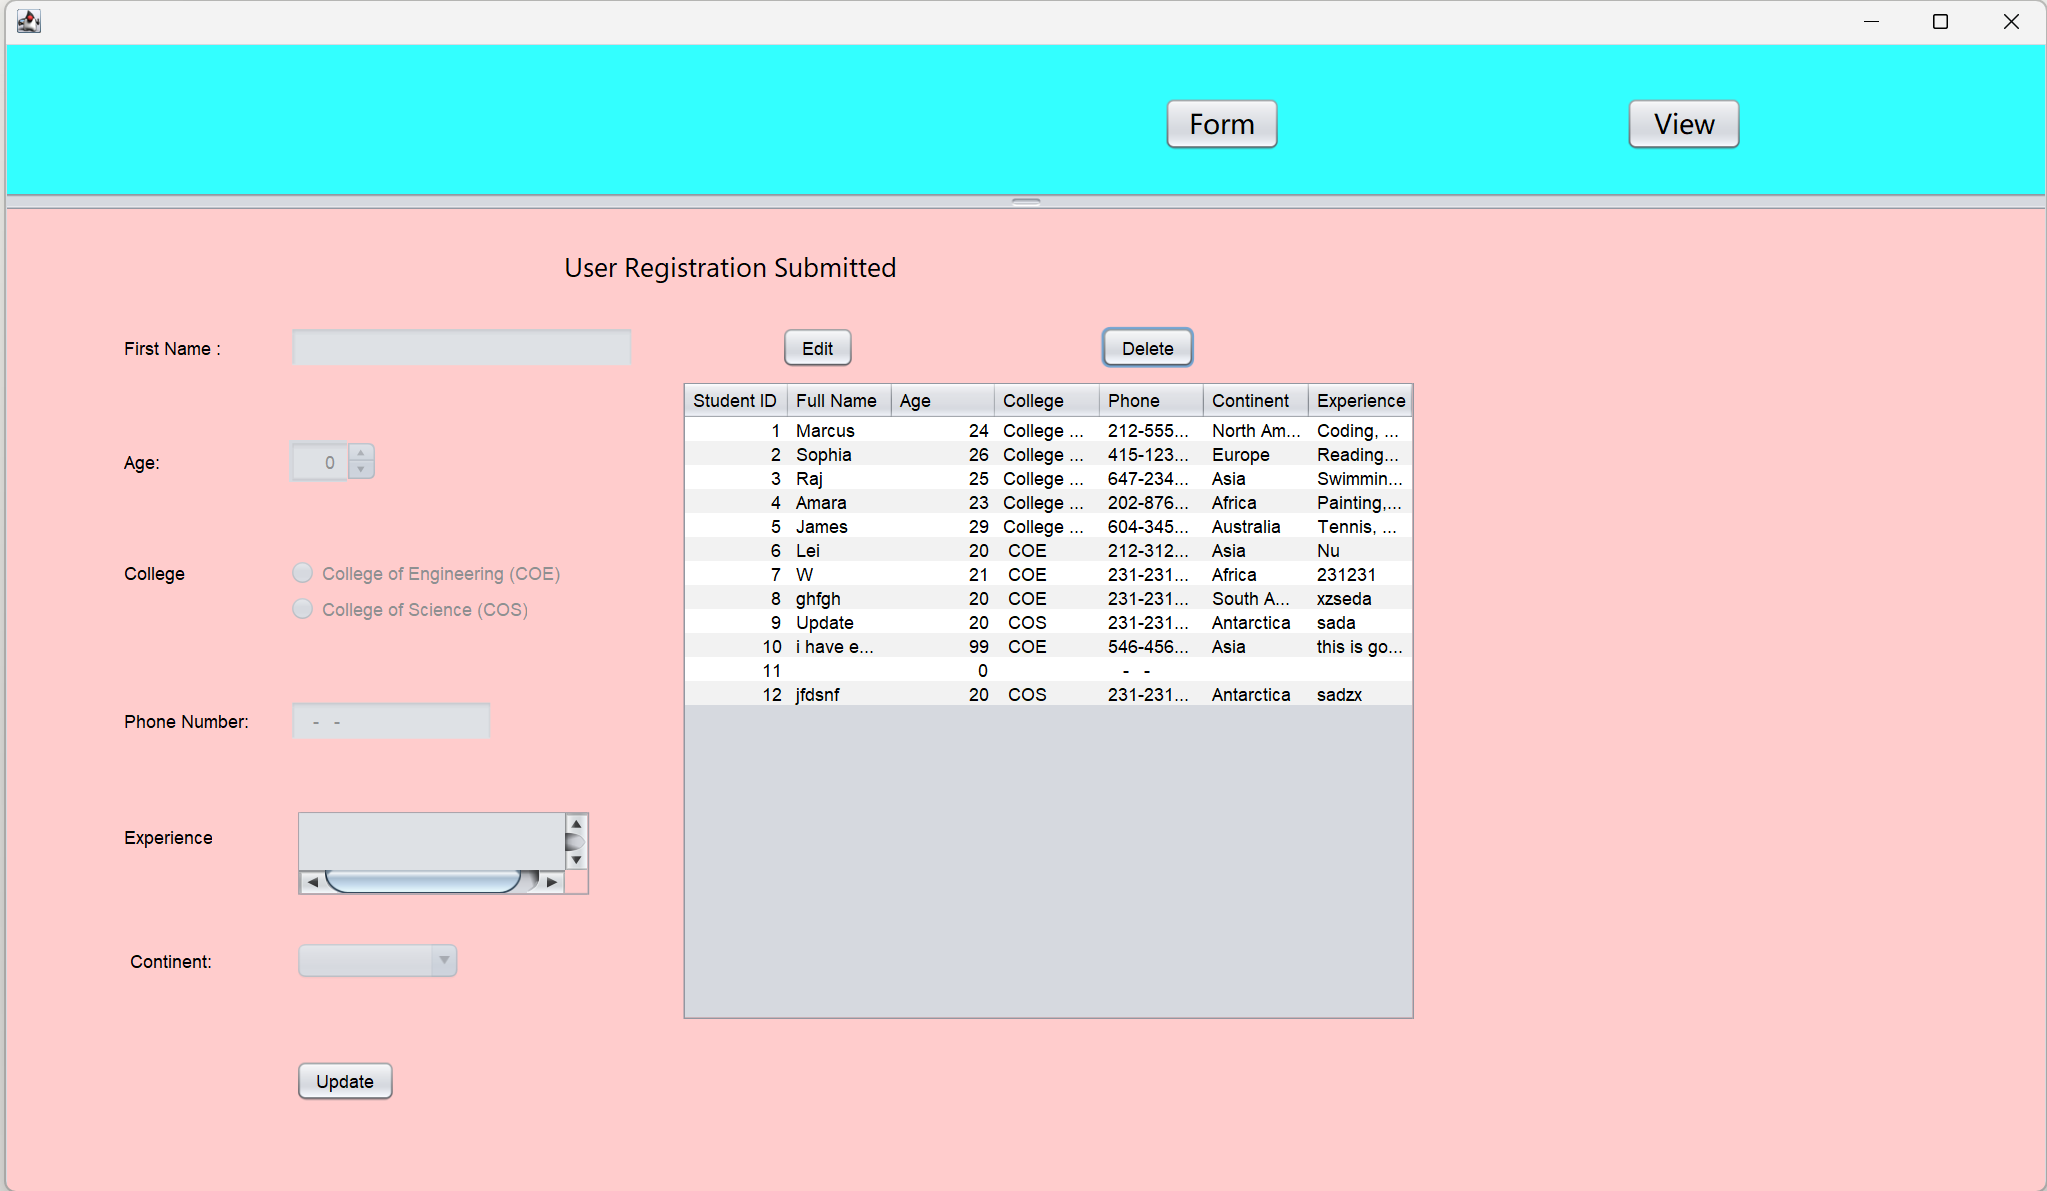 Form View
User Registration Submitted
First Name : Edit Delete
Student ID Full Name Age College Phone Continent Experience
1 Marcus 24 College ... 212-555... North Am... Coding, ...
2 Sophia 26 College ... 415-123... Europe Reading...
3 Raj 25 College ... 647-234... Asia Swimmin...
4 Amara 23 College ... 202-876... Africa Painting,...
5 James 29 College ... 604-345... Australia Tennis, ...
6 Lei 20 COE 212-312... Asia Nu
7 W 21 COE 231-231... Africa 231231
8 ghfgh 20 COE 231-231... South A... xzseda
9 Update 20 COS 231-231... Antarctica sada
10 i have e... 99 COE 546-456... Asia this is go...
11 0 - -
12 jfdsnf 20 COS 231-231... Antarctica sadzx
Age: 0
College College of Engineering (COE)
College of Science (COS)
Phone Number: - -
Experience
Continent:
Update